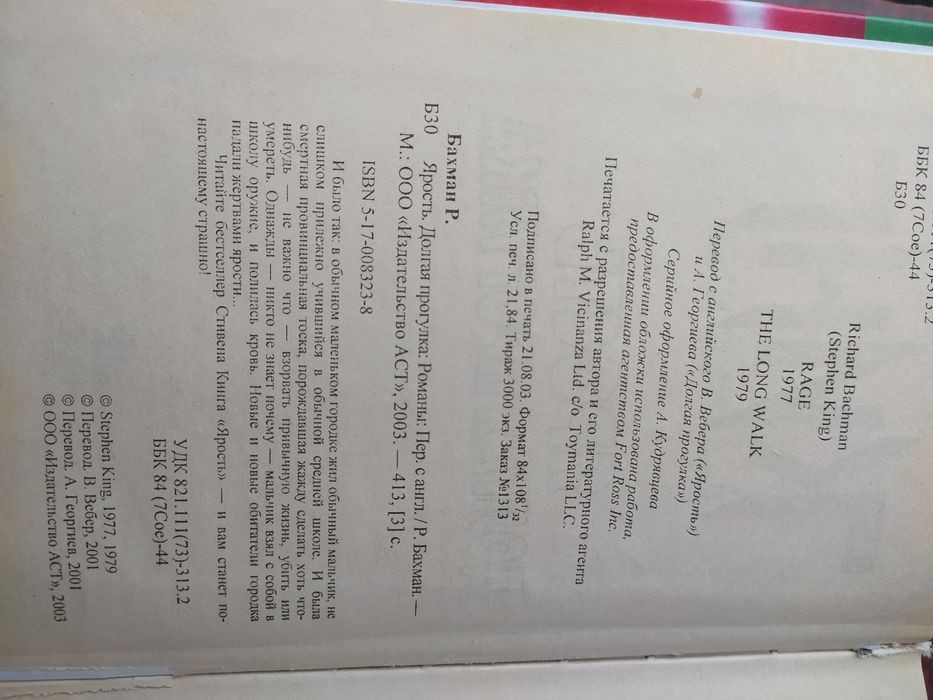 ББК 84 (7Сое)-44
Б30
Richard Bachman
(Stephen King)
RAGE
1977
THE LONG WALK
1979
Перевод с английского В. Вебера («Ярость»)
и А. Георгиева («Долгая прогулка»)
Серийное оформление А. Кудрявцева
В оформлении обложки использована работа,
предоставленная агентством Fort Ross Inc.
Печатается с разрешения автора и его литературного агента
Ralph M. Vicinanza Ltd. c/o Toymania LLC.
Подписано в печать 21.08.03. Формат 84х108¹/₃₂
Усл. печ. л. 21,84. Тираж 3000 экз. Заказ №1313
Бахман Р.
Б30 Ярость. Долгая прогулка: Романы: Пер. с англ. / Р. Бахман. —
М.: ООО «Издательство АСТ», 2003. — 413, [3] с.
ISBN 5-17-008323-8
И было так: в обычном маленьком городке жил обычный мальчик, не
слишком прилежно учившийся в обычной средней школе. И была
смертная провинциальная тоска, порождавшая жажду сделать хоть что-
нибудь — не важно что — взорвать привычную жизнь, убить или
умереть. Однажды — никто не знает почему — мальчик взял с собой в
школу оружие, и полилась кровь. Новые и новые обитатели городка
падали жертвами ярости...
Читайте бестселлер Стивена Кинга «Ярость» — и вам станет по-
настоящему страшно!
УДК 821.111(73)-313.2
ББК 84 (7Сое)-44
© Stephen King, 1977, 1979
© Перевод. В. Вебер, 2001
© Перевод. А. Георгиев, 2001
© ООО «Издательство АСТ», 2003